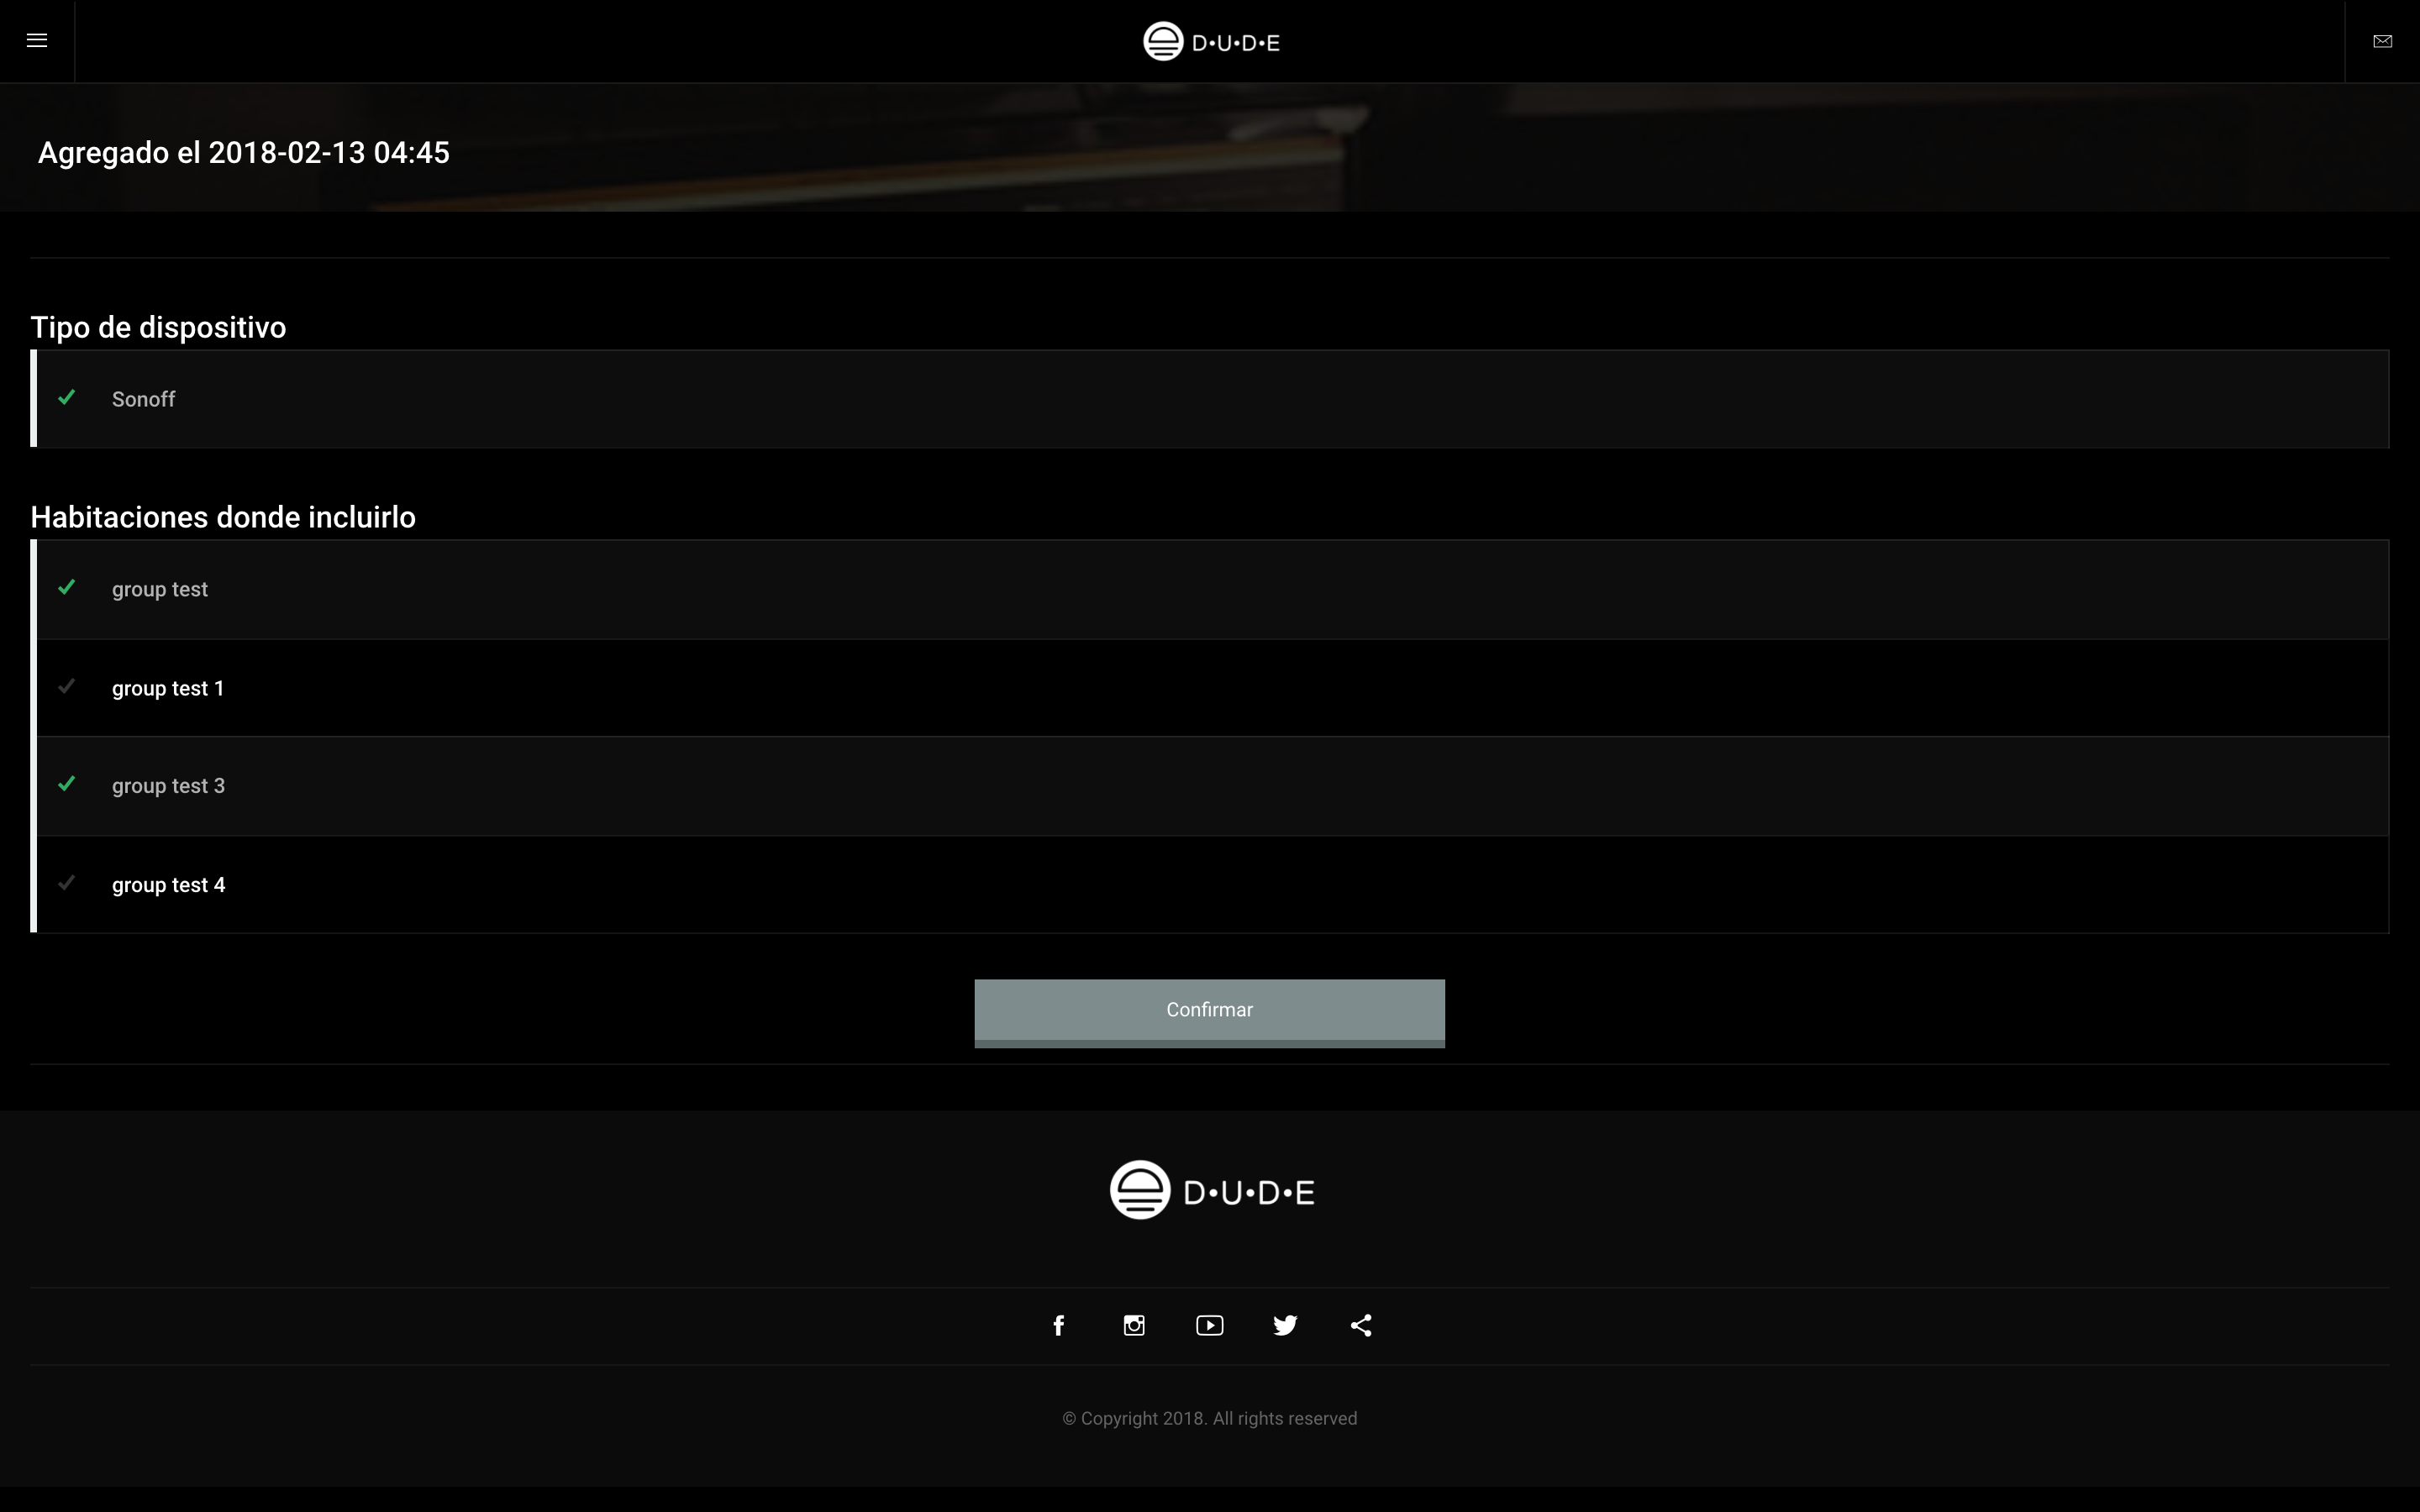 D•U•D•E
Agregado el 2018-02-13 04:45
Tipo de dispositivo
Sonoff
Habitaciones donde incluirlo
group test
group test 1
group test 3
group test 4
Confirmar
D•U•D•E
© Copyright 2018. All rights reserved